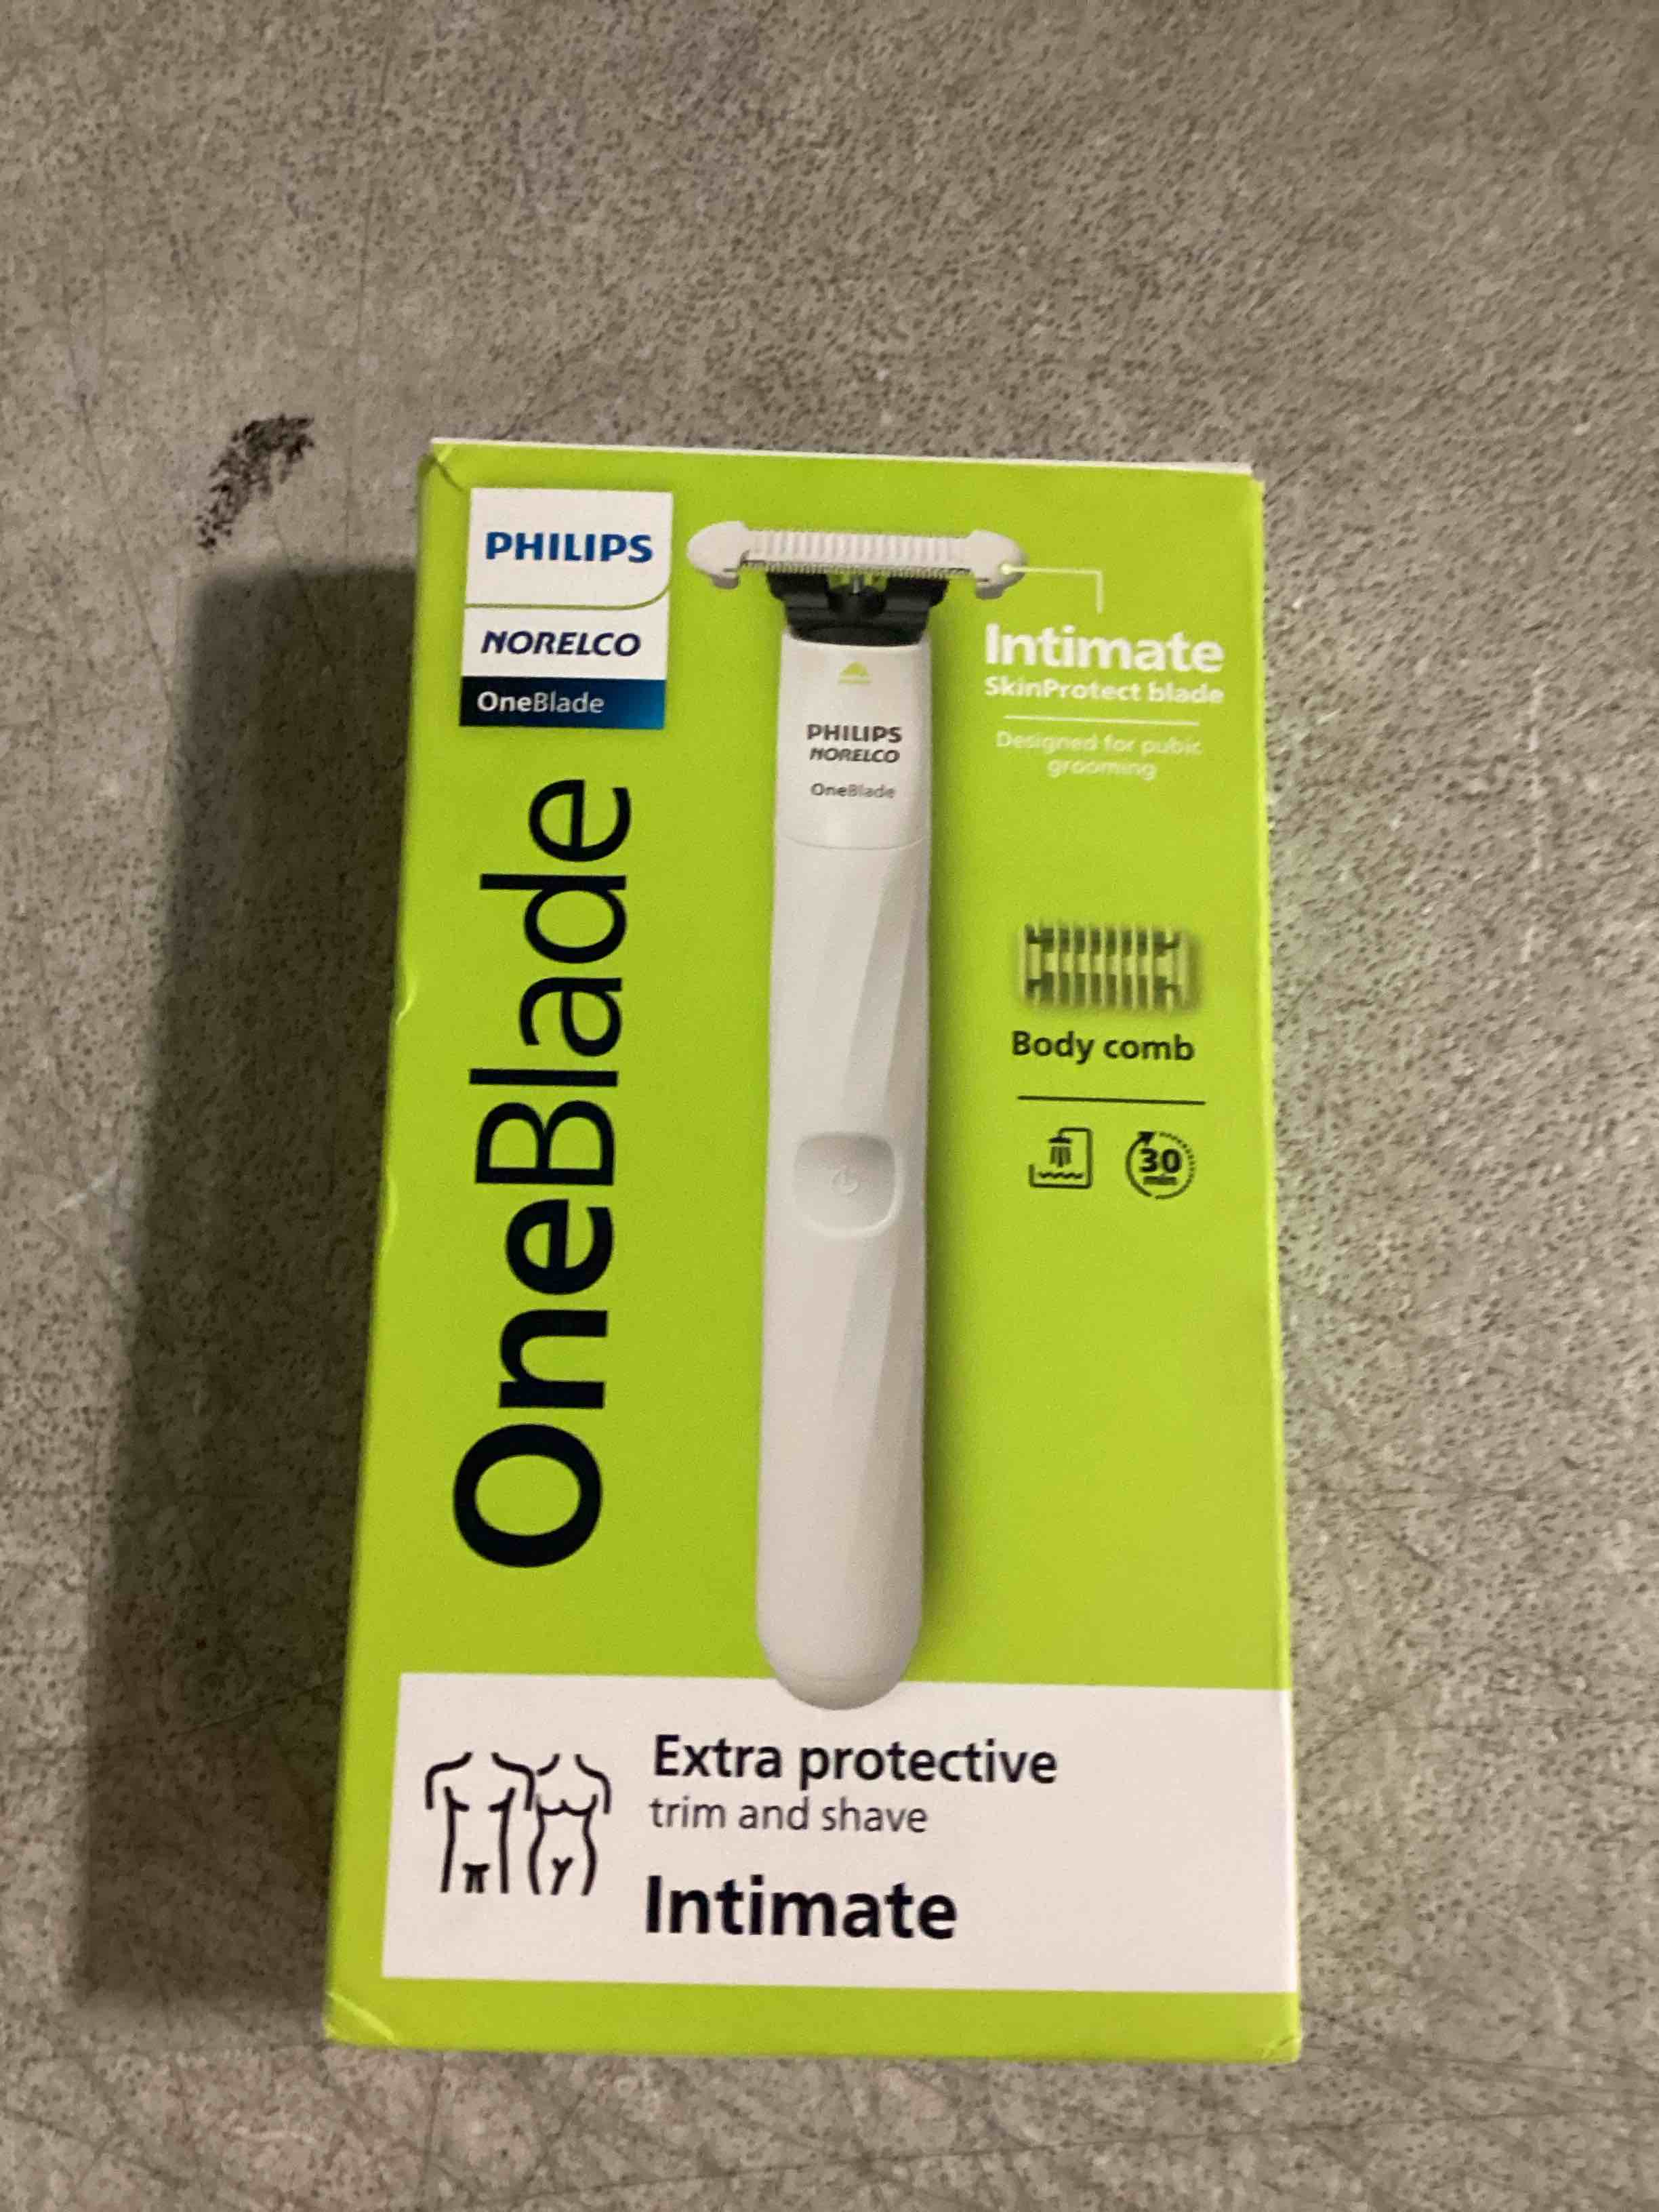 PHILIPS
NORELCO
OneBlade
OneBlade
PHILIPS
NORELCO
OneBlade
Intimate
SkinProtect blade
Designed for pubic
grooming
Body comb
30
min
Extra protective
trim and shave
Intimate